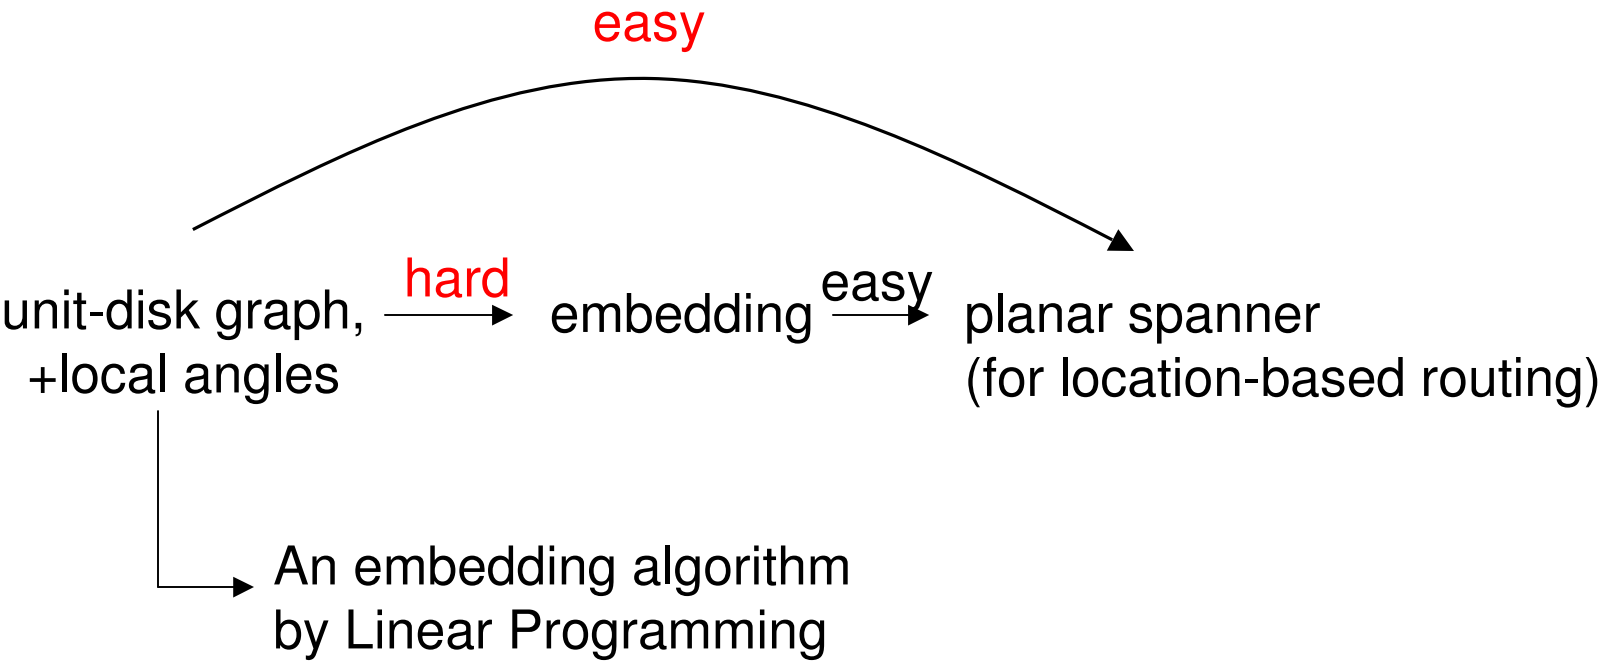 easy
hard
easy
unit-disk graph,
+local angles
embedding
planar spanner
(for location-based routing)
An embedding algorithm
by Linear Programming